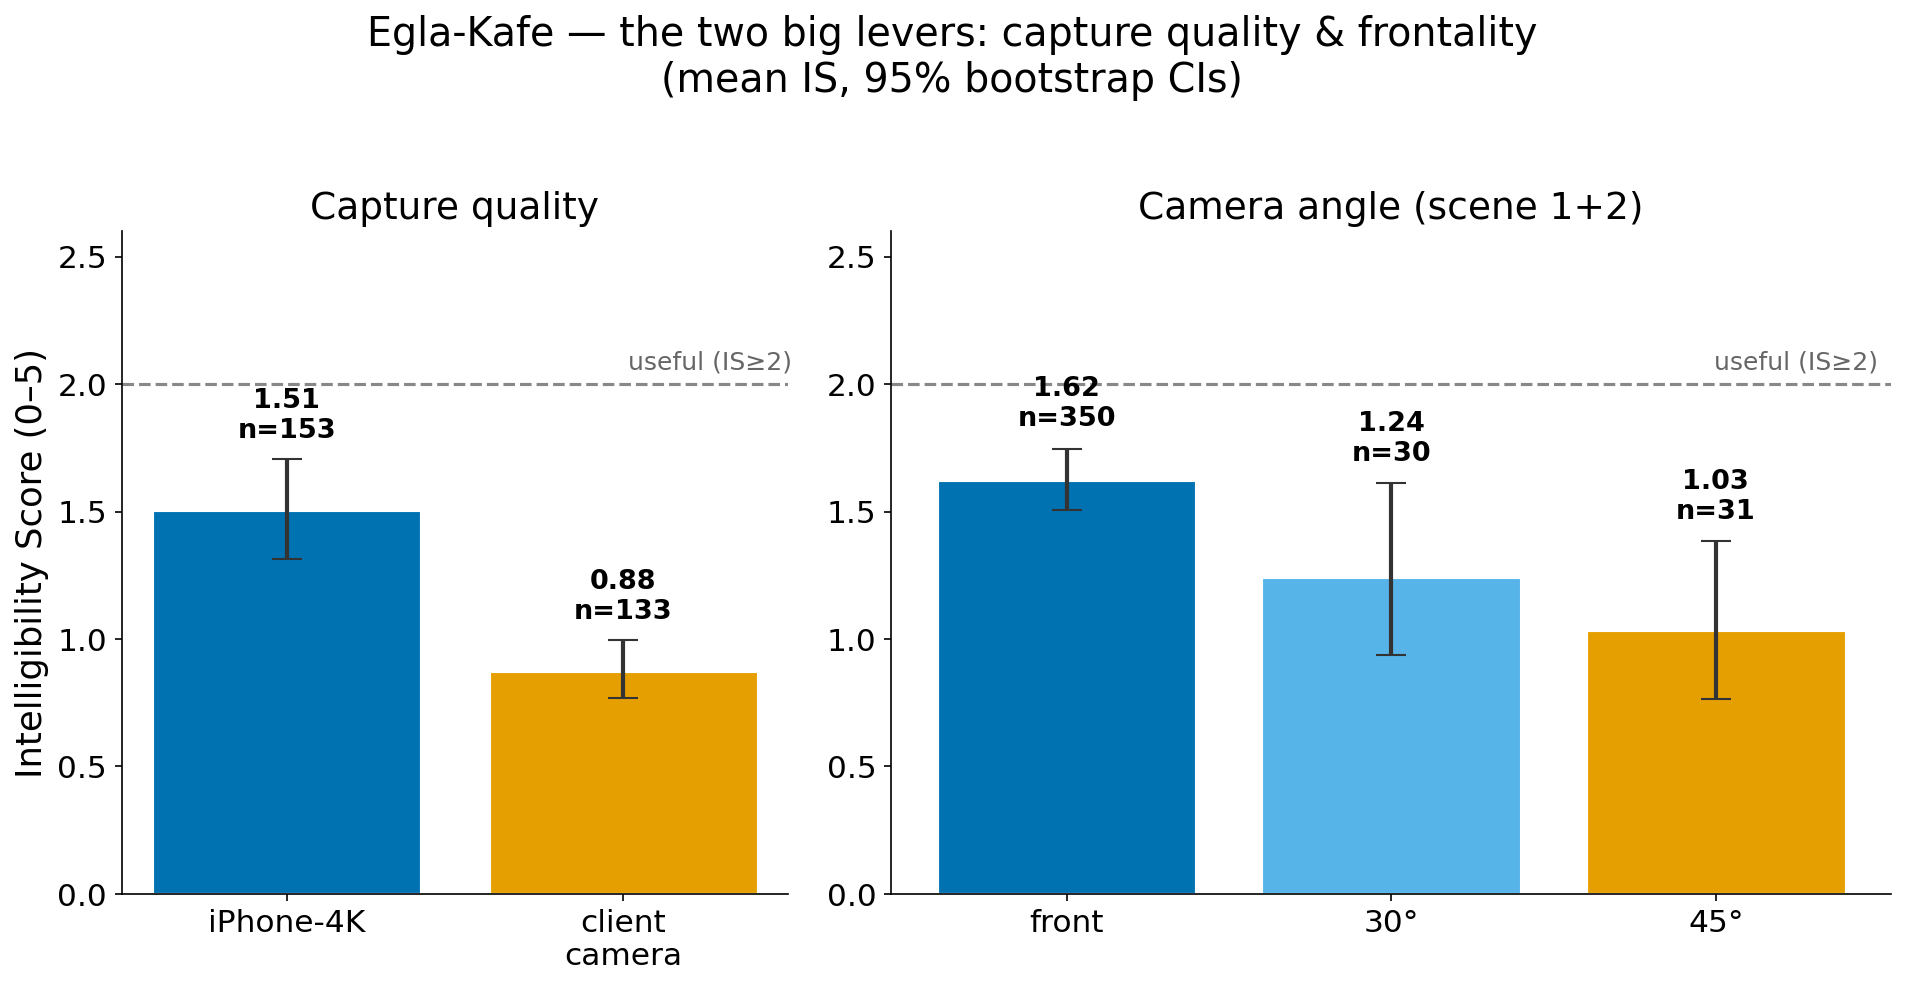 Egla-Kafe — the two big levers: capture quality & frontality
(mean IS, 95% bootstrap CIs)
Capture quality
Intelligibility Score (0–5)
2.5
2.0
1.5
1.0
0.5
0.0
useful (IS≥2)
1.51
n=153
0.88
n=133
iPhone-4K
client
camera
Camera angle (scene 1+2)
2.5
2.0
1.5
1.0
0.5
0.0
useful (IS≥2)
1.62
n=350
1.24
n=30
1.03
n=31
front
30°
45°